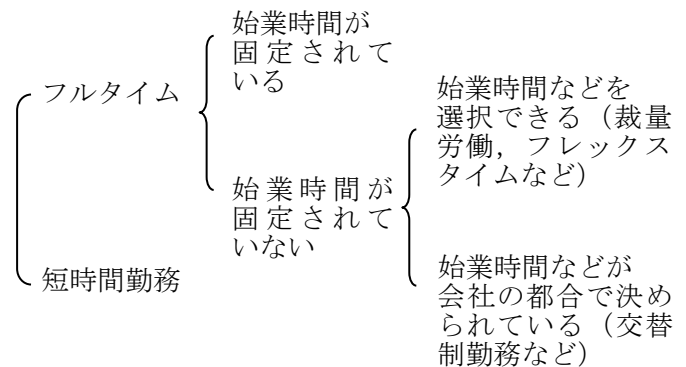 フルタイム
始業時間が
固定されて
いる
始業時間が
固定されて
いない
始業時間などを
選択できる（裁量
労働，フレックス
タイムなど）
始業時間などが
会社の都合で決め
られている（交替
制勤務など）
短時間勤務